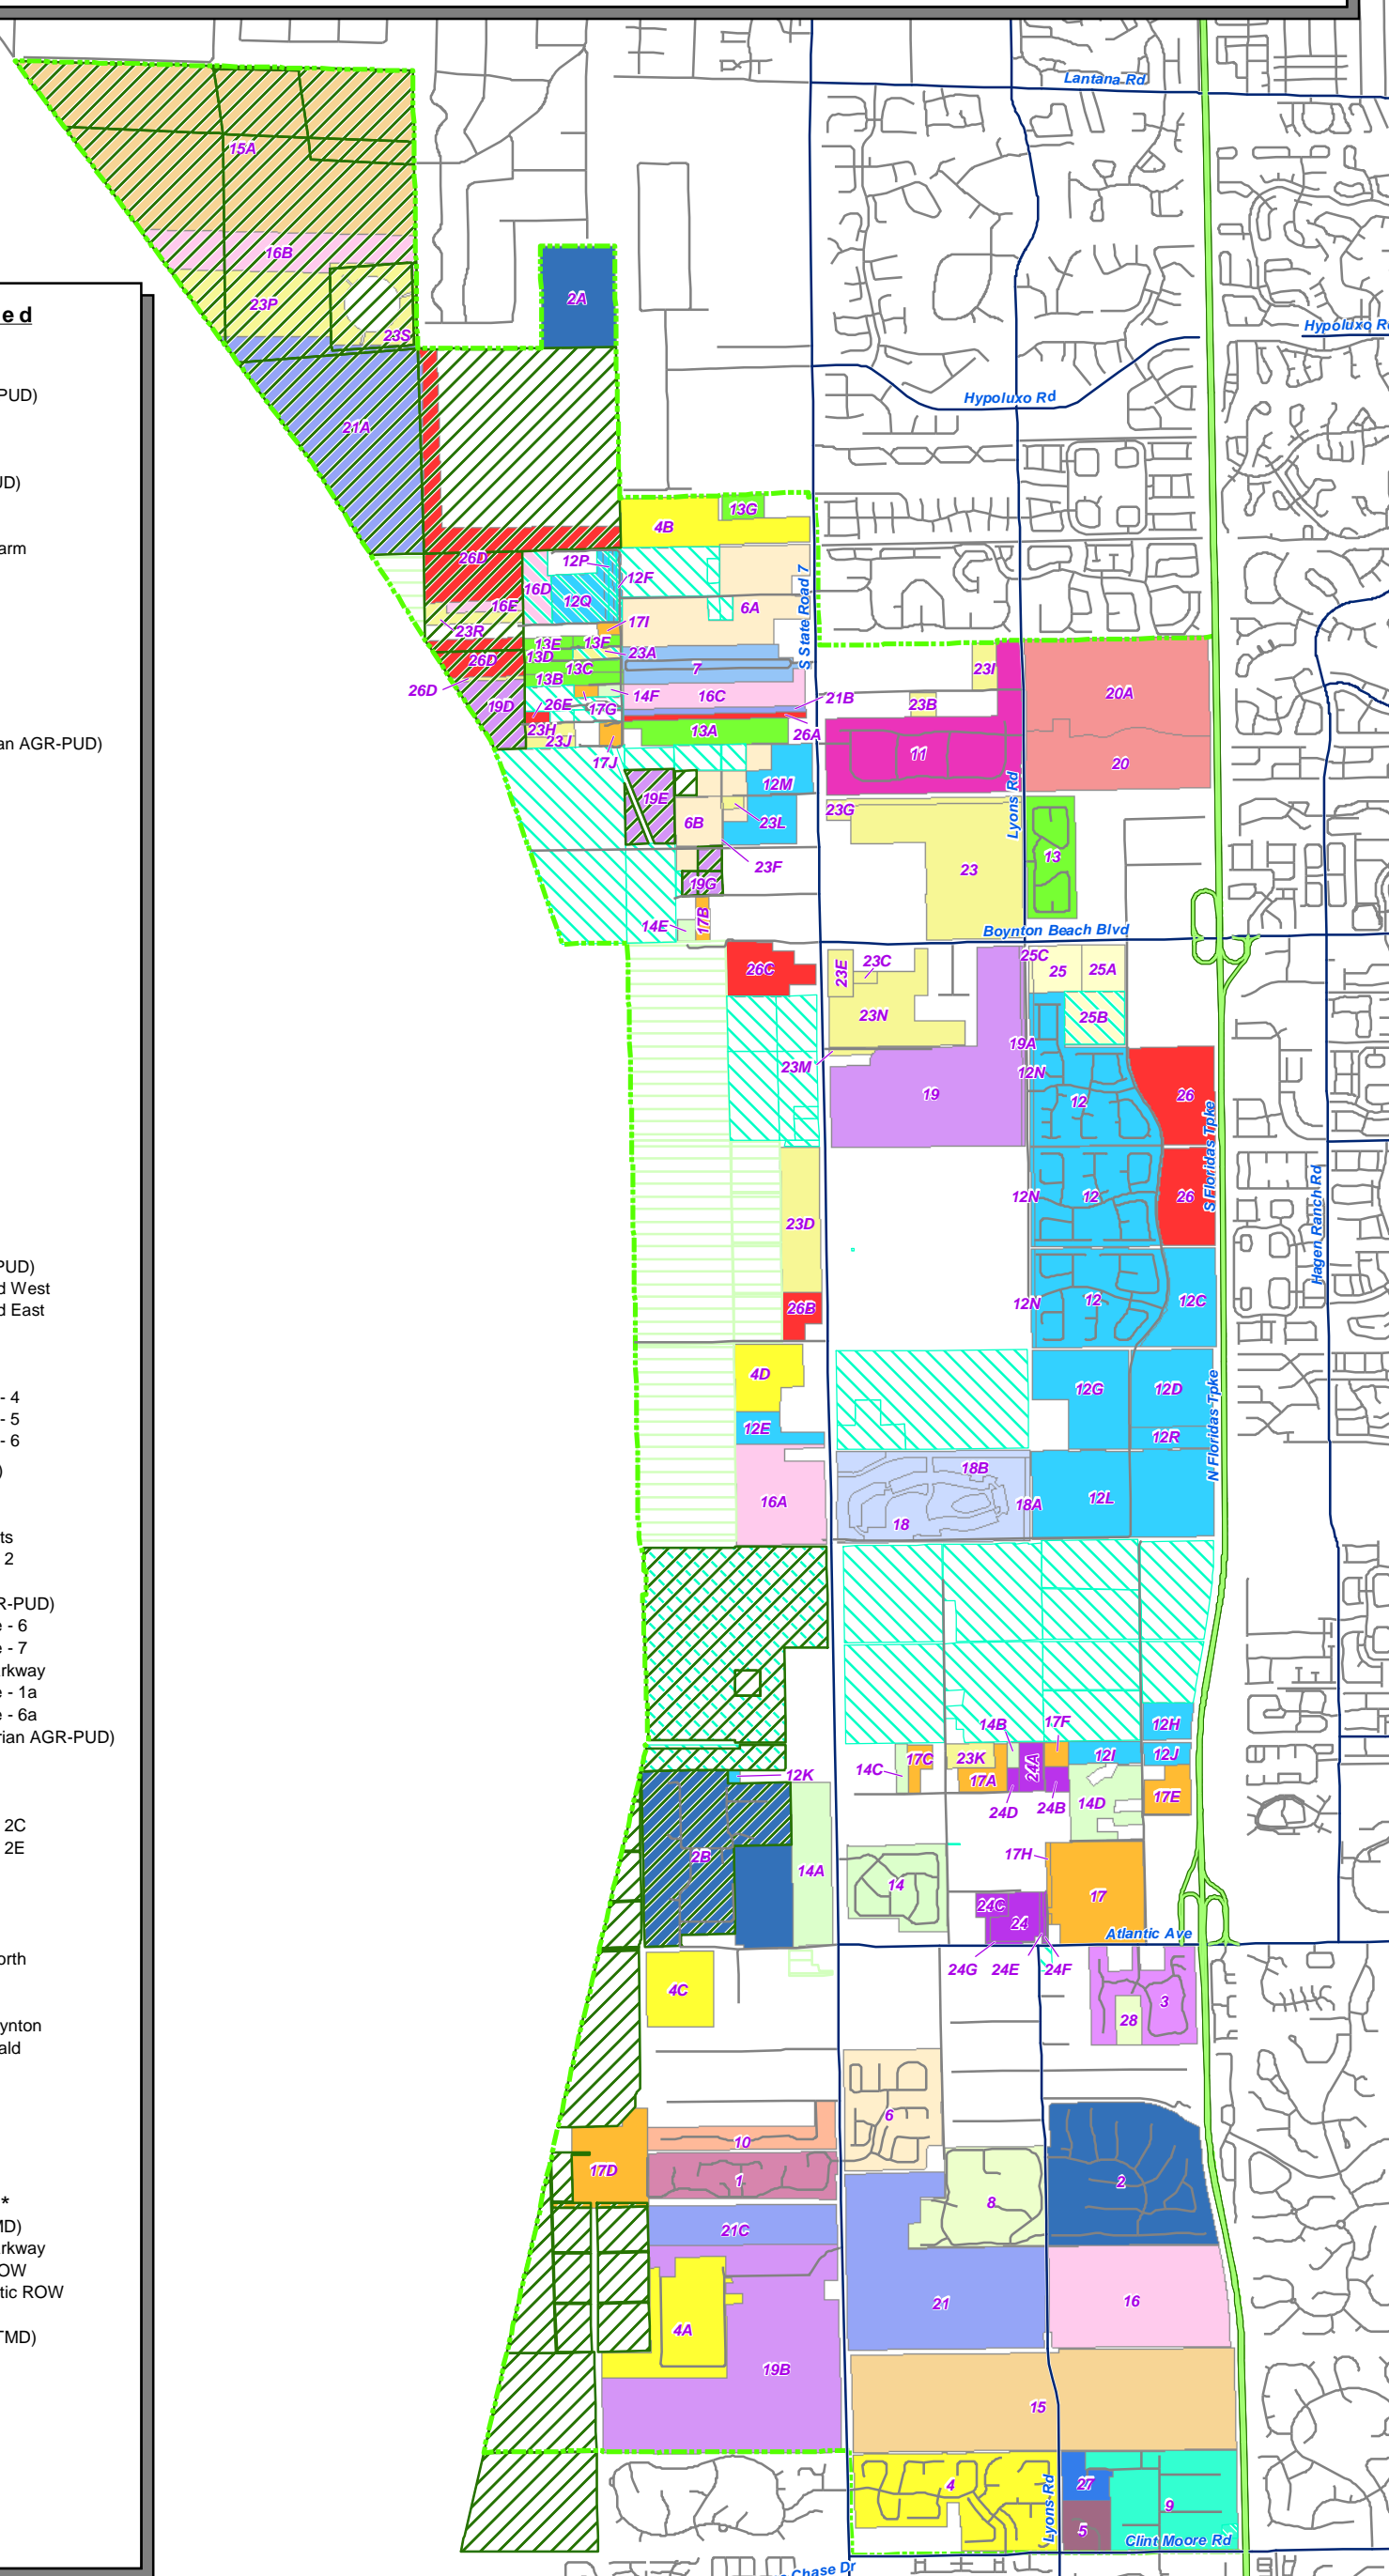 ed
PUD)
UD)
arm
an AGR-PUD)
PUD)
d West
d East
- 4
- 5
- 6
)
ts
2
R-PUD)
e - 6
e - 7
rkway
e - 1a
e - 6a
rian AGR-PUD)
2C
2E
orth
ynton
ald
*
MD)
rkway
OW
tic ROW
TMD)
Lantana Rd
15A
16B
2A
23P
23S
Hypoluxo Rd
Hypoluxo Rd
21A
4B
13G
26D
12P
12F
16D
12Q
16E
6A
S State Road 7
17I
23R
13E
13F
23A
13D
26D
13C
7
23I
13B
26D
14F
16C
20A
19D
26E
17G
21B
23B
23H
13A
26A
23J
17J
11
20
12M
19E
Lyons Rd
23G
6B
23L
13
23F
23
19G
17B
14E
Boynton Beach Blvd
26C
23E
23C
25C
25
25A
23N
25B
19A
23M
12N
19
12
26
S Floridas Tpke
12N
12
26
Hagen Ranch Rd
23D
26B
12N
12
12C
4D
12G
12D
N Floridas Tpke
12E
12R
18B
16A
18A
12L
18
12H
14B
17F
14C
17C
23K
24A
12I
12J
12K
17A
17E
24D
24B
14D
2B
17H
14A
14
17
24C
24
Atlantic Ave
24G
24E
24F
4C
3
28
6
10
17D
1
2
8
21C
21
16
4A
19B
15
Lyons Rd
4
27
9
5
Clint Moore Rd
Chase Dr